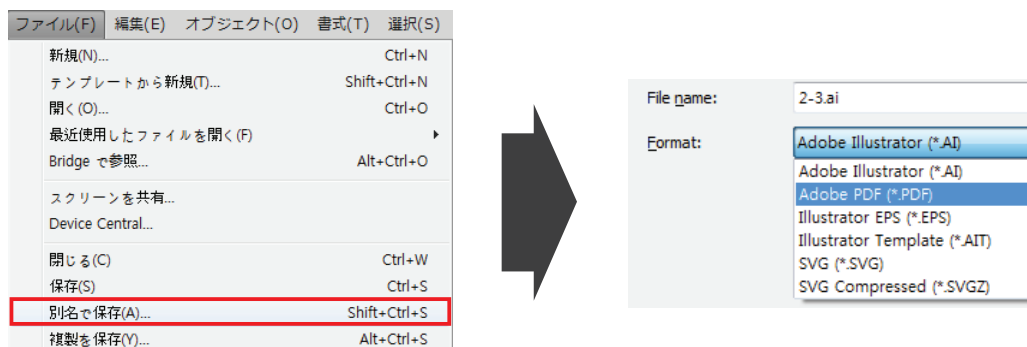 ファイル(F) 編集(E) オブジェクト(O) 書式(T) 選択(S)
新規(N)... Ctrl+N
テンプレートから新規(T)... Shift+Ctrl+N
開く(O)... Ctrl+O
最近使用したファイルを開く(F)
Bridge で参照... Alt+Ctrl+O
スクリーンを共有...
Device Central...
閉じる(C) Ctrl+W
保存(S) Ctrl+S
別名で保存(A)... Shift+Ctrl+S
複製を保存(Y)... Alt+Ctrl+S
File name: 2-3.ai
Format: Adobe Illustrator (*.AI)
Adobe Illustrator (*.AI)
Adobe PDF (*.PDF)
Illustrator EPS (*.EPS)
Illustrator Template (*.AIT)
SVG (*.SVG)
SVG Compressed (*.SVGZ)